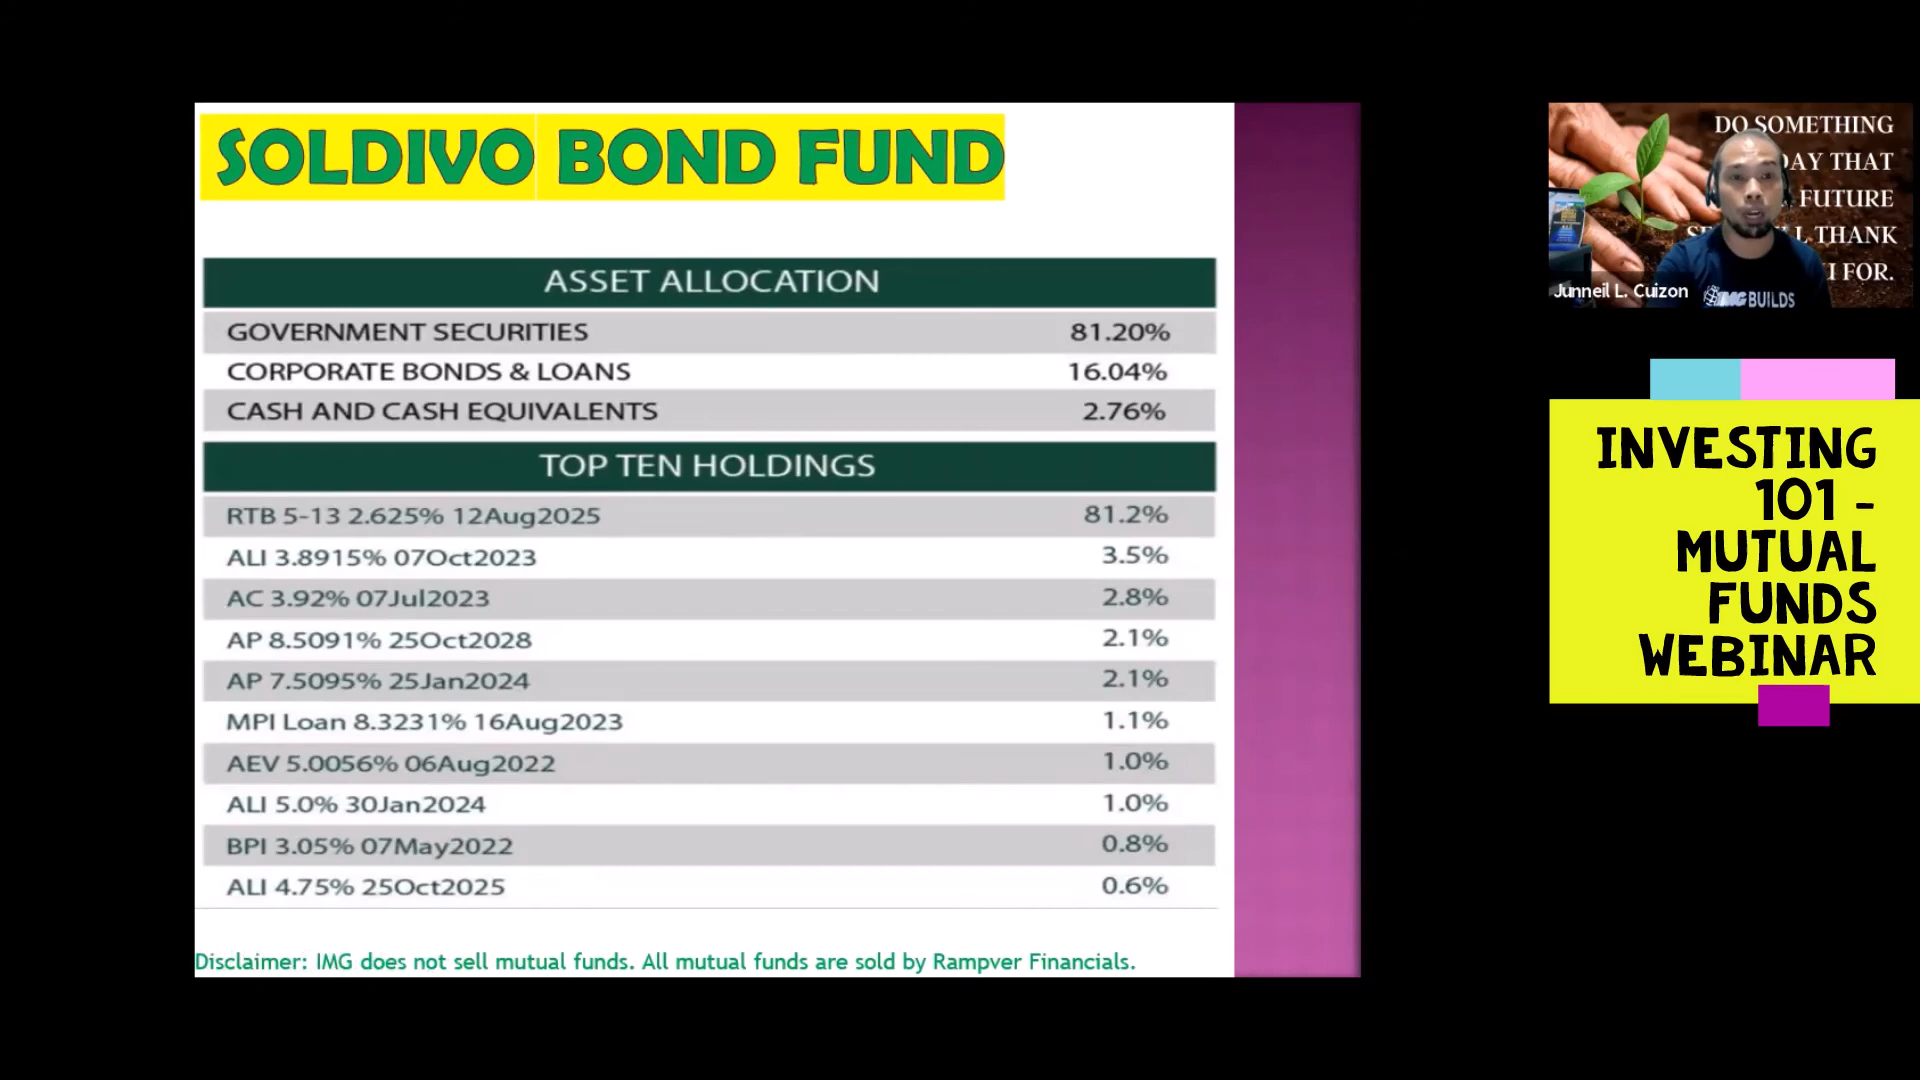 SOLDIVO BOND FUND
ASSET ALLOCATION
GOVERNMENT SECURITIES 81.20%
CORPORATE BONDS & LOANS 16.04%
CASH AND CASH EQUIVALENTS 2.76%
TOP TEN HOLDINGS
RTB 5-13 2.625% 12Aug2025 81.2%
ALI 3.8915% 07Oct2023 3.5%
AC 3.92% 07Jul2023 2.8%
AP 8.5091% 25Oct2028 2.1%
AP 7.5095% 25Jan2024 2.1%
MPI Loan 8.3231% 16Aug2023 1.1%
AEV 5.0056% 06Aug2022 1.0%
ALI 5.0% 30Jan2024 1.0%
BPI 3.05% 07May2022 0.8%
ALI 4.75% 25Oct2025 0.6%
Disclaimer: IMG does not sell mutual funds. All mutual funds are sold by Rampver Financials.
DO SOMETHING
THAT
FUTURE
THANK
FOR.
Junneil L. Cuizon
IMG BUILDS
INVESTING
101 -
MUTUAL
FUNDS
WEBINAR